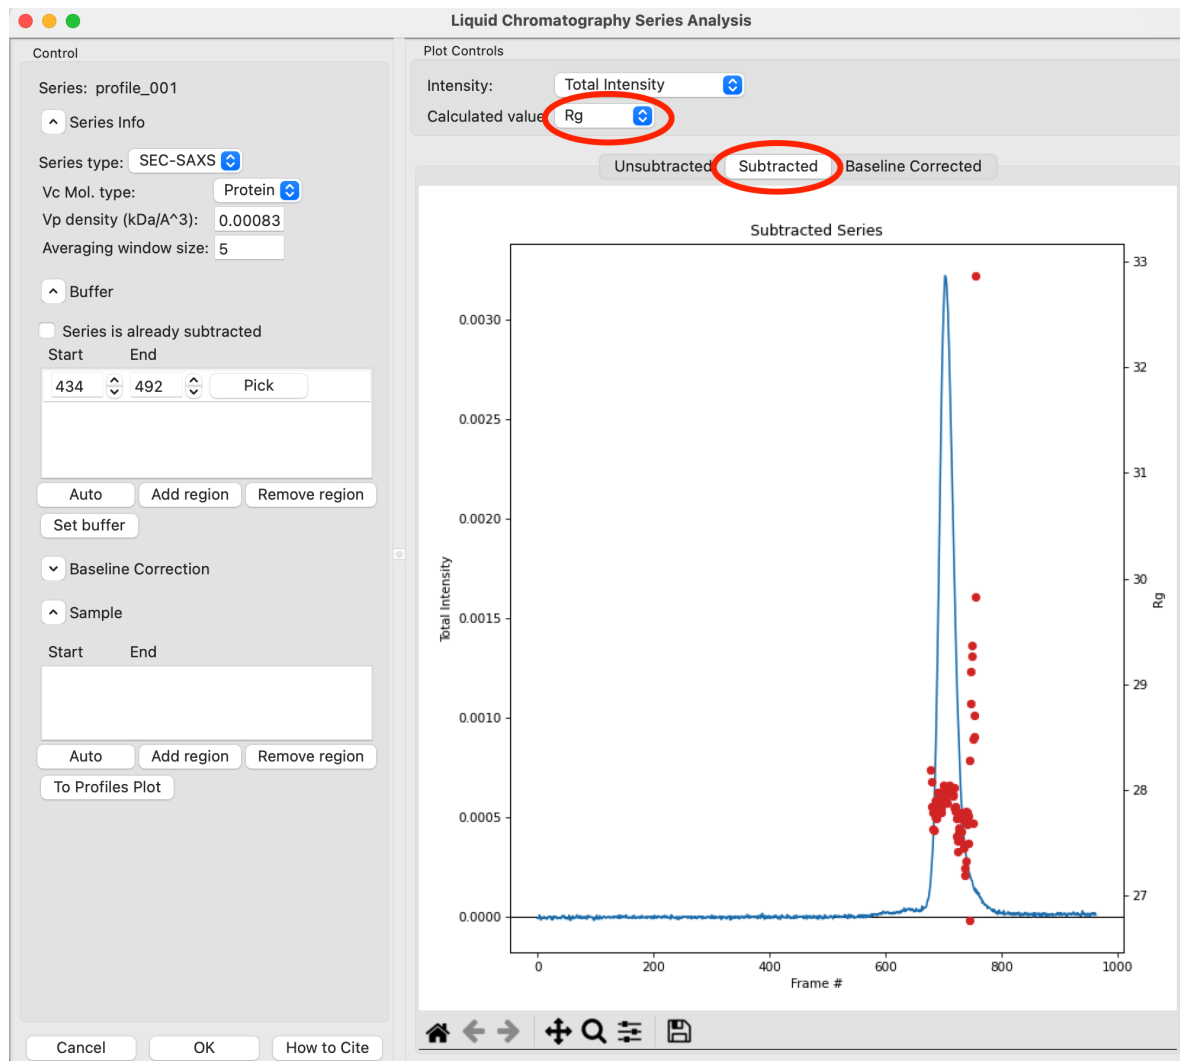 Liquid Chromatography Series Analysis
Control
Series: profile_001
Series Info
Series type: SEC-SAXS
Vc Mol. type: Protein
Vp density (kDa/A^3): 0.00083
Averaging window size: 5
Buffer
Series is already subtracted
Start End
434 492 Pick
Auto Add region Remove region
Set buffer
Baseline Correction
Sample
Start End
Auto Add region Remove region
To Profiles Plot
Cancel OK How to Cite
Plot Controls
Intensity: Total Intensity
Calculated value Rg
Unsubtracted Subtracted Baseline Corrected
Subtracted Series
0.0030
0.0025
0.0020
0.0015
0.0010
0.0005
0.0000
Total Intensity
33
32
31
30
29
28
27
Rg
0 200 400 600 800 1000
Frame #